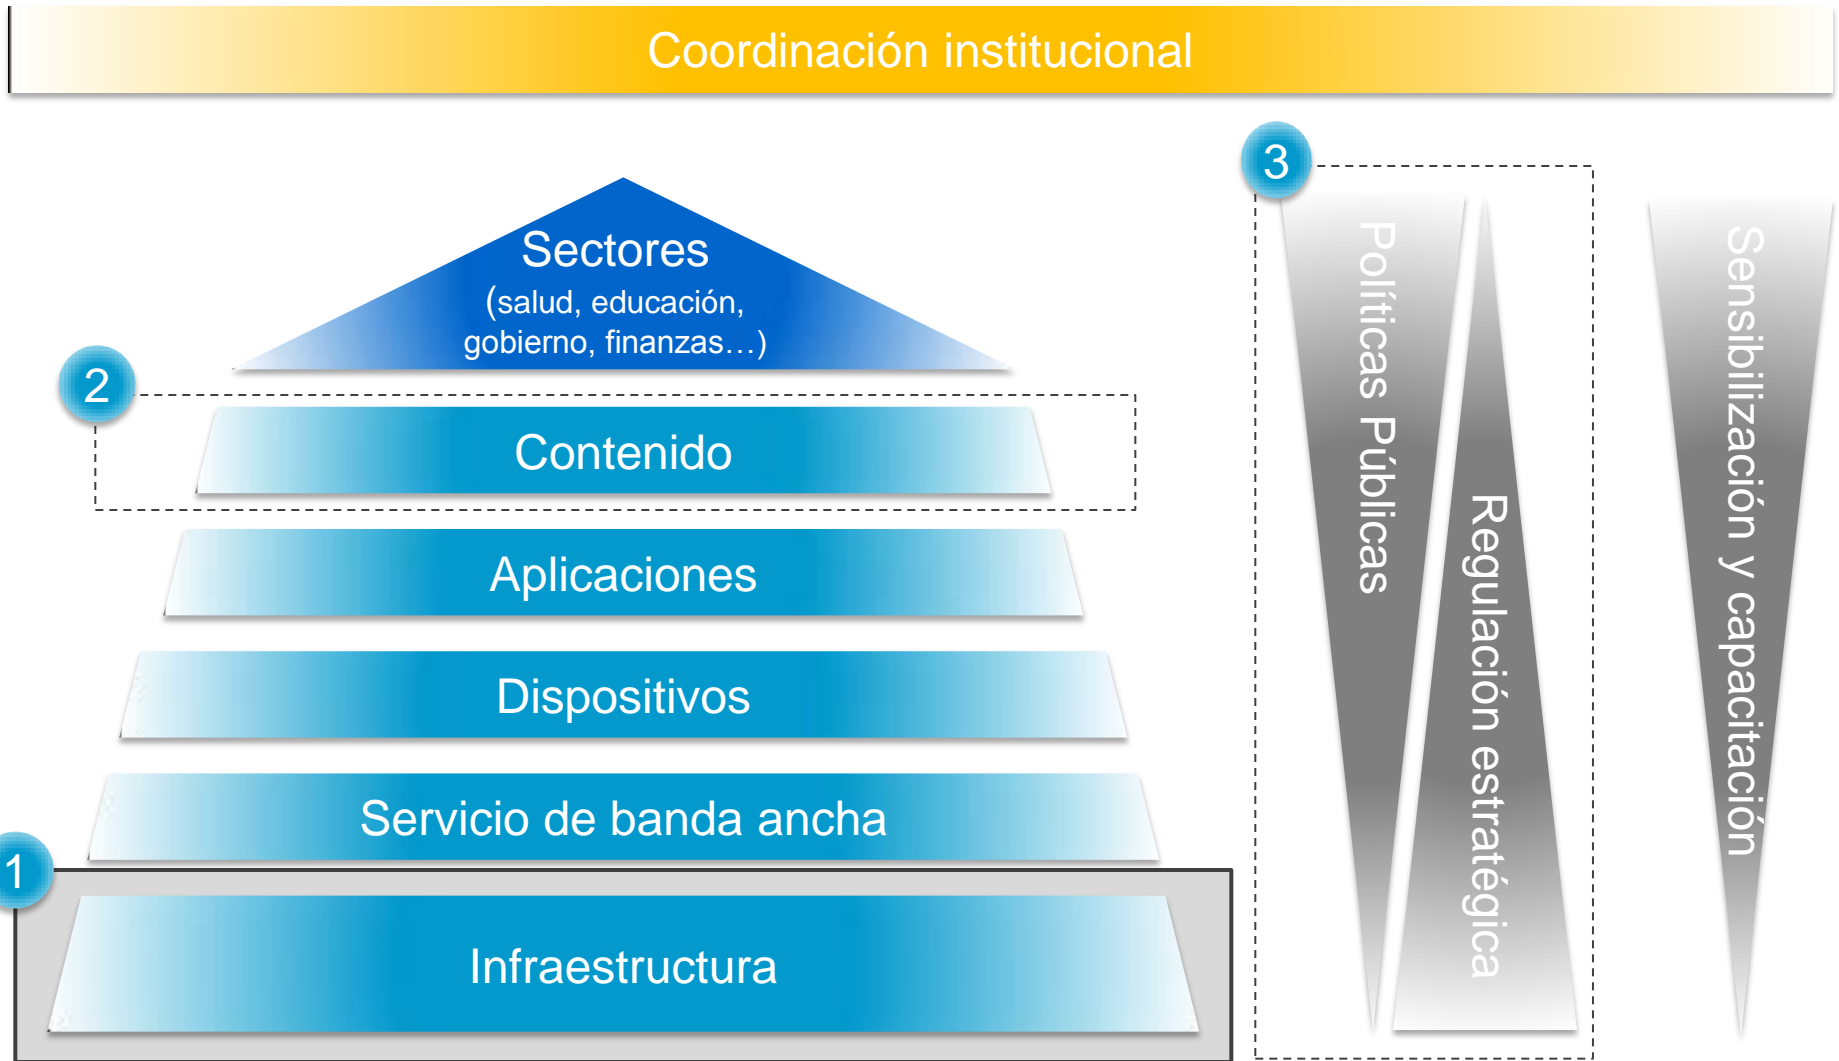 Coordinación institucional
3
Sectores
(salud, educación,
gobierno, finanzas...)
2
Contenido
Aplicaciones
Dispositivos
Servicio de banda ancha
1
Infraestructura
Políticas Públicas
Regulación estratégica
Sensibilización y capacitación